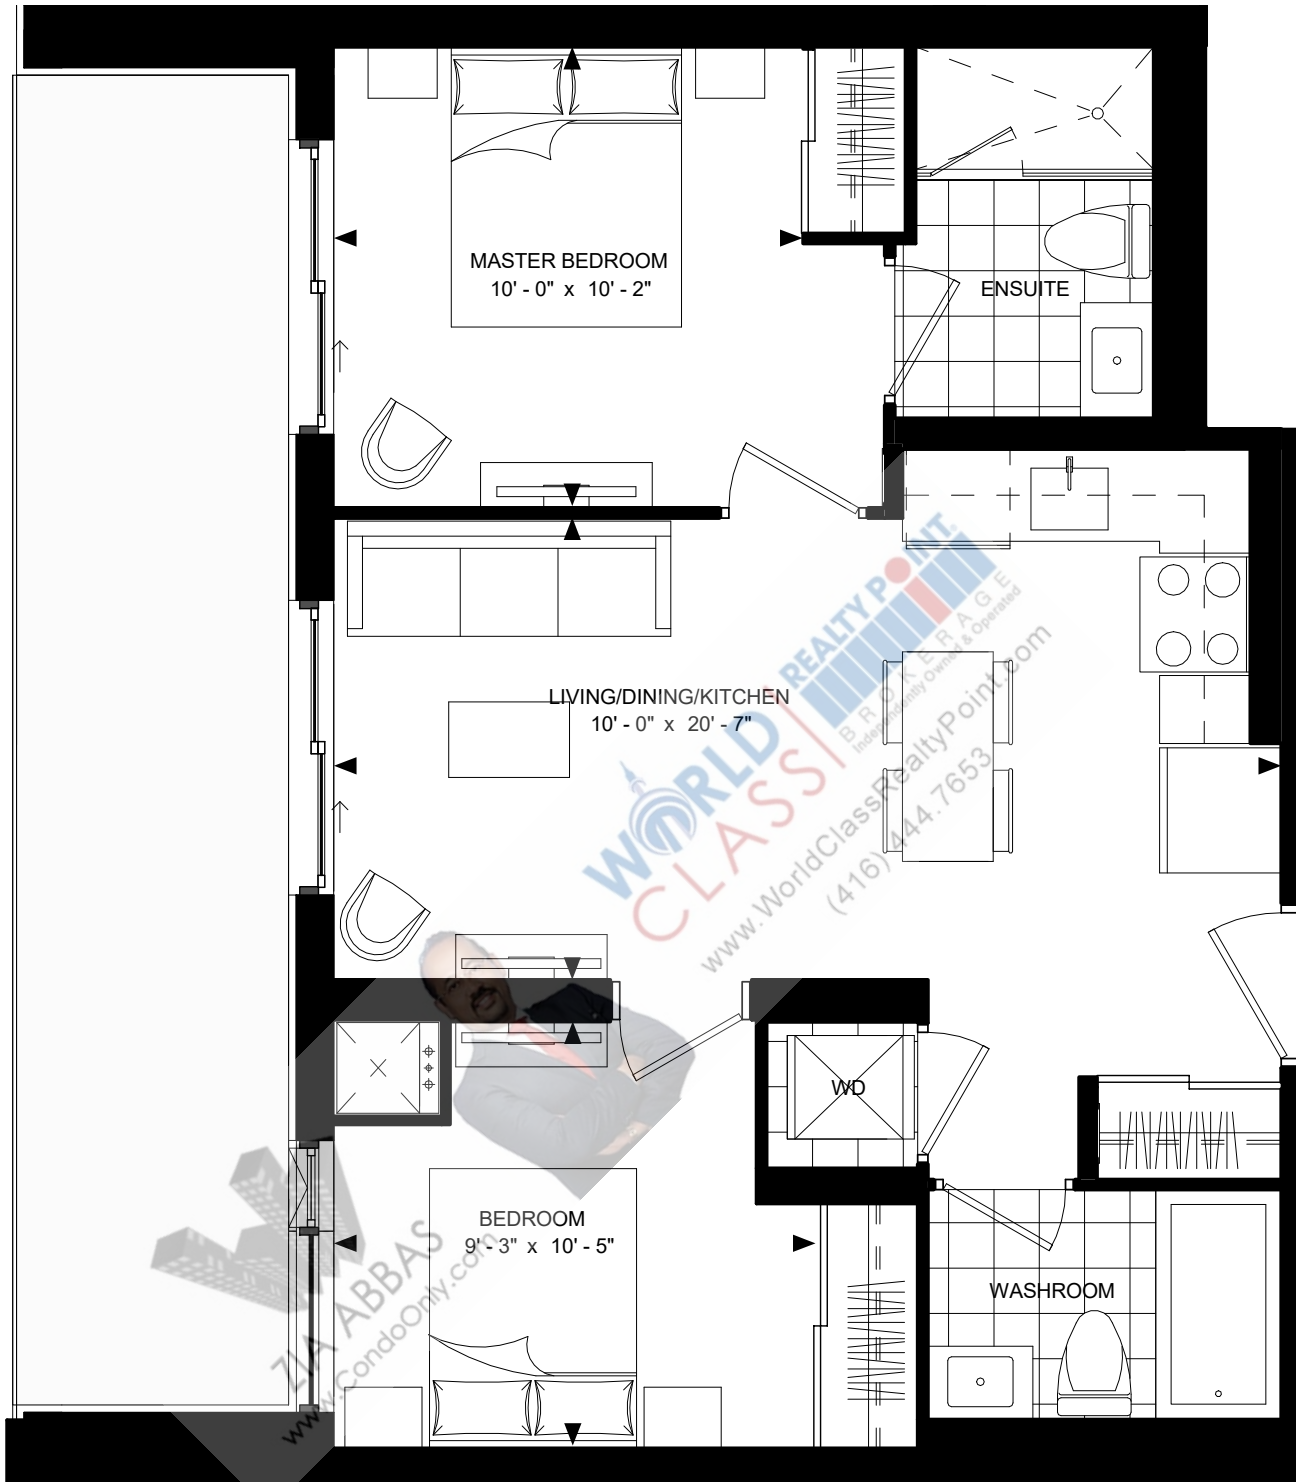 MASTER BEDROOM
10' - 0" x 10' - 2"
ENSUITE
LIVING/DINING/KITCHEN
10' - 0" x 20' - 7"
WORLD
CLASS
REALTY POINT
BROKERAGE
Independently Owned & Operated
www.WorldClassRealtyPoint.com
(416) 444.7653
WD
BEDROOM
9' - 3" x 10' - 5"
WASHROOM
ZIA ABBAS
www.CondoOnly.com